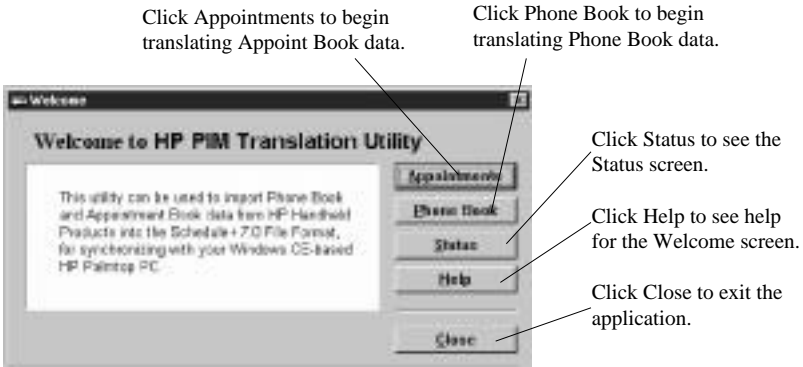 Click Appointments to begin
translating Appoint Book data.
Click Phone Book to begin
translating Phone Book data.
Welcome
Welcome to HP PIM Translation Utility
This utility can be used to import Phone Book
and Appointment Book data from HP Handheld
Products into the Schedule+ 7.0 File Format,
for synchronizing with your Windows CE-based
HP Palmtop PC
Appointments
Phone Book
Status
Help
Close
Click Status to see the
Status screen.
Click Help to see help
for the Welcome screen.
Click Close to exit the
application.